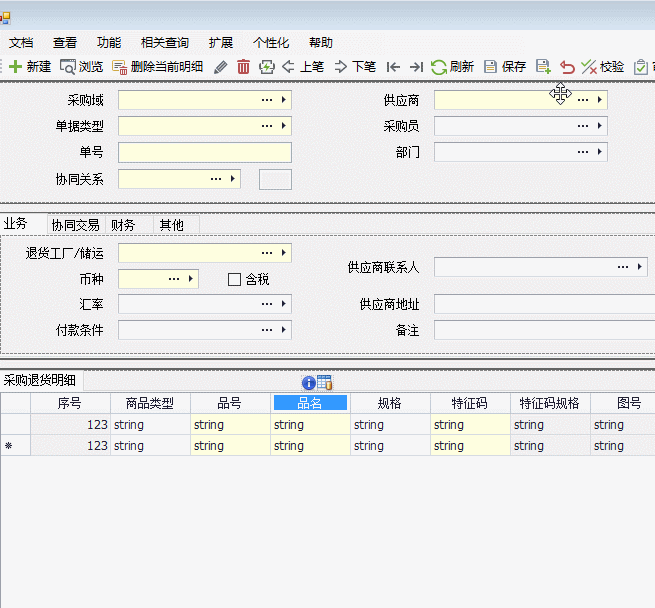 文档 查看 功能 相关查询 扩展 个性化 帮助
新建 浏览 删除当前明细 上笔 下笔 刷新 保存 校验
采购域 供应商
单据类型 采购员
单号 部门
协同关系
业务 协同交易 财务 其他
退货工厂/储运
供应商联系人
币种 含税
汇率 供应商地址
付款条件 备注
采购退货明细
序号 商品类型 品号 品名 规格 特征码 特征码规格 图号
123 string string string string string string string
* 123 string string string string string string string